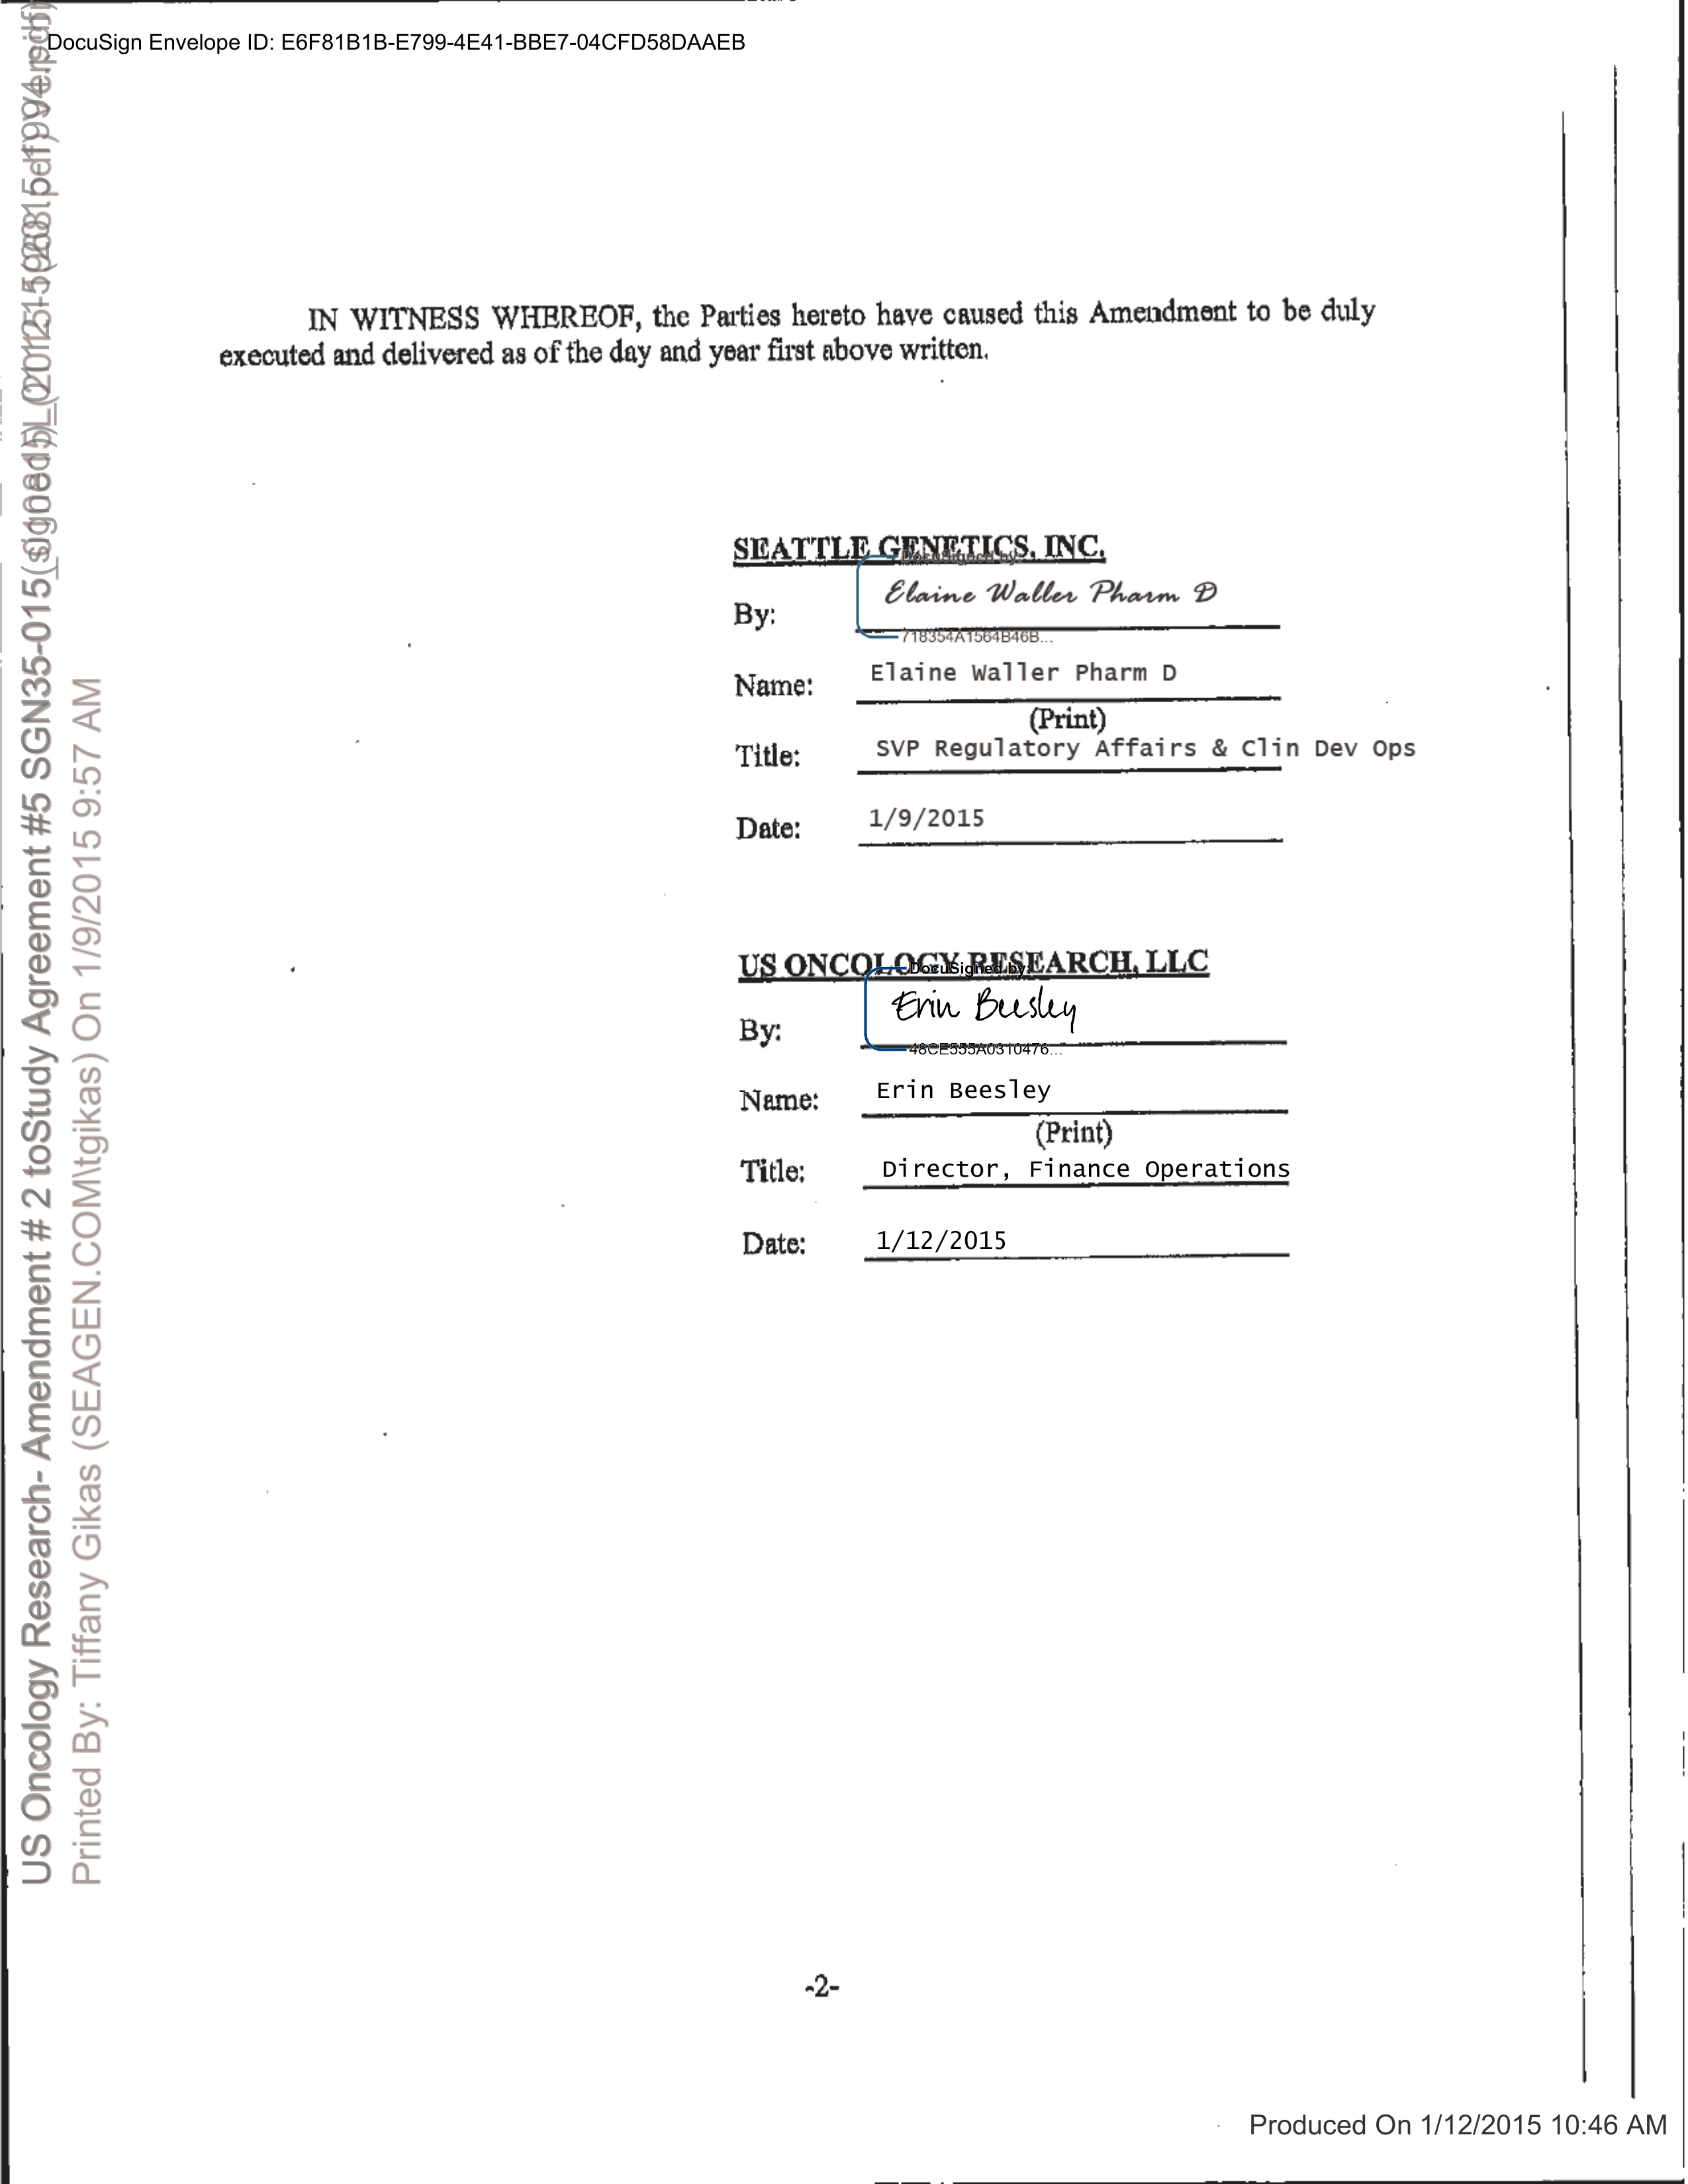 DocuSign Envelope ID: E6F81B1B-E799-4E41-BBE7-04CFD58DAAEB
IN WITNESS WHEREOF, the Parties hereto have caused this Amendment to be duly
executed and delivered as of the day and year first above written.
SEATTLE GENETICS, INC.
DocuSigned by:
By: Elaine Waller Pharm D
718354A1564B46B...
Name: Elaine Waller Pharm D
(Print)
Title: SVP Regulatory Affairs & Clin Dev Ops
Date: 1/9/2015
US ONCOLOGY RESEARCH, LLC
DocuSigned by:
By: Erin Beesley
48CE555A0310476...
Name: Erin Beesley
(Print)
Title: Director, Finance Operations
Date: 1/12/2015
-2-
Produced On 1/12/2015 10:46 AM
US Oncology Research- Amendment # 2 toStudy Agreement #5 SGN35-015
Printed By: Tiffany Gikas (SEAGEN.COM\tgikas) On 1/9/2015 9:57 AM